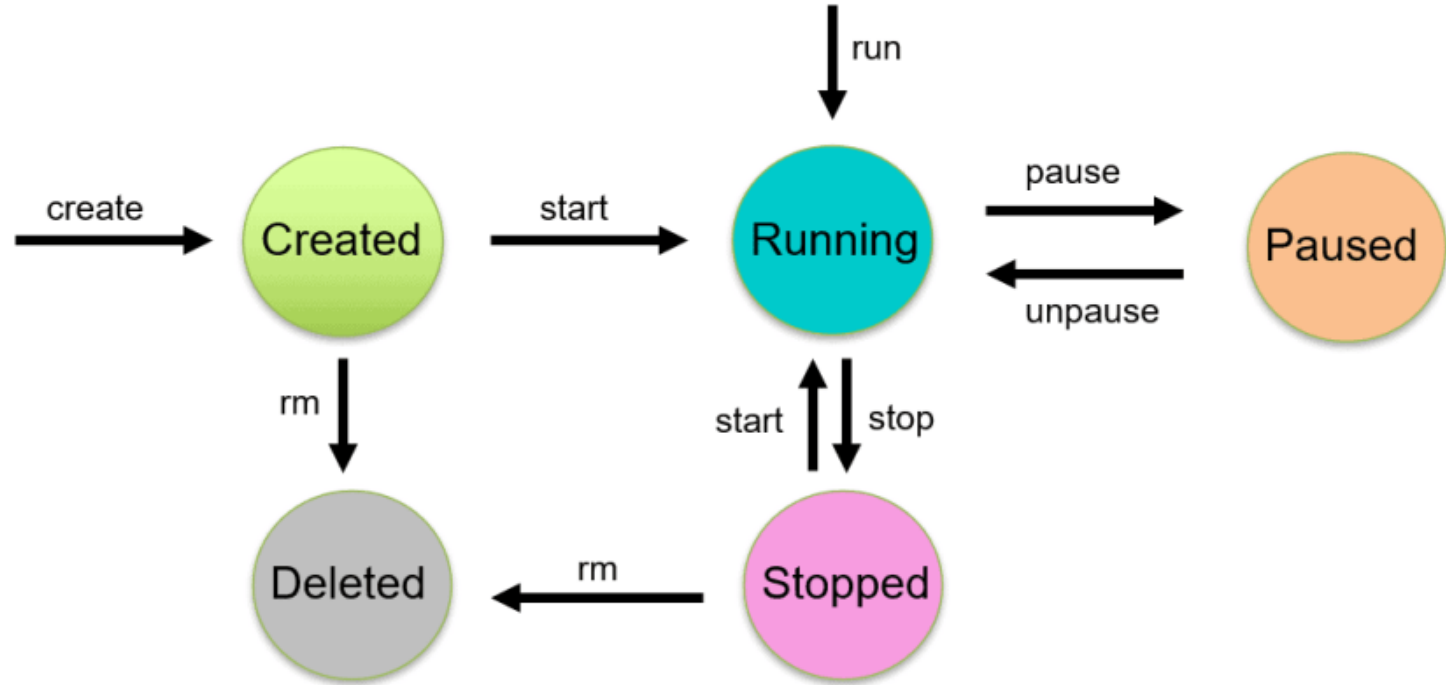 run
create
Created
start
Running
pause
unpause
Paused
rm
start
stop
Deleted
rm
Stopped